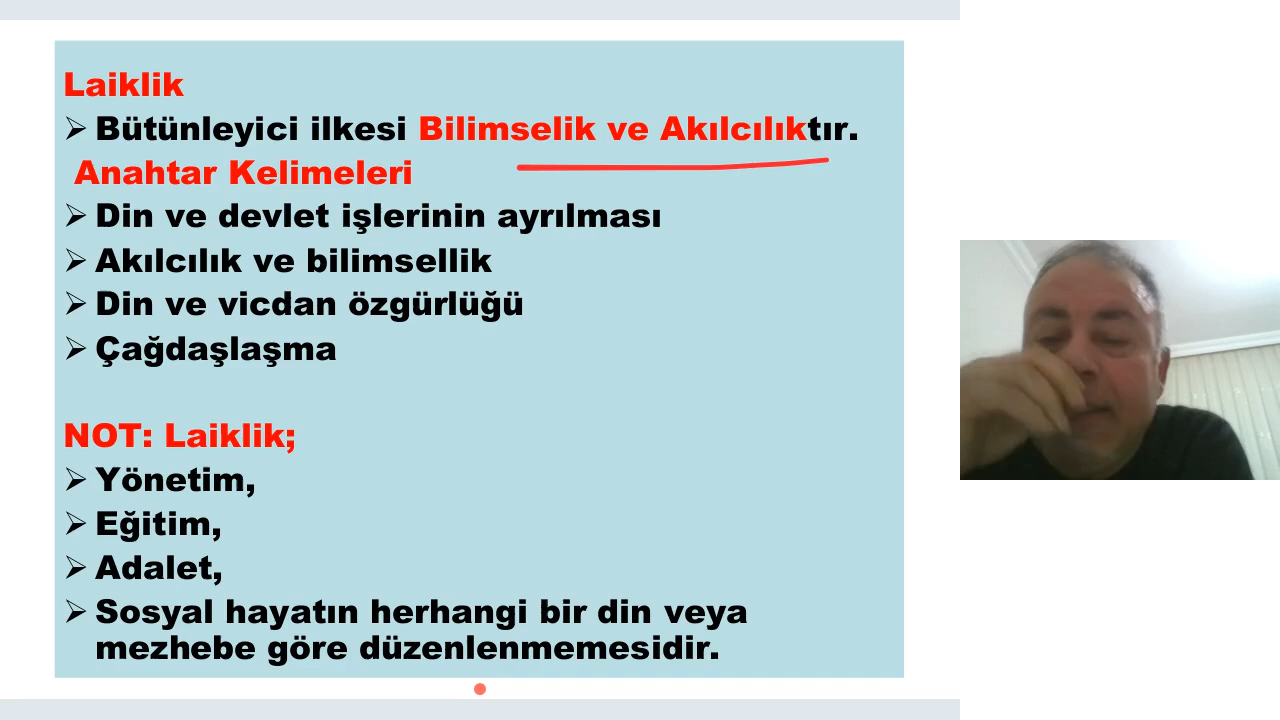 Laiklik
Bütünleyici ilkesi Bilimselik ve Akılcılıktır.
Anahtar Kelimeleri
Din ve devlet işlerinin ayrılması
Akılcılık ve bilimsellik
Din ve vicdan özgürlüğü
Çağdaşlaşma
NOT: Laiklik;
Yönetim,
Eğitim,
Adalet,
Sosyal hayatın herhangi bir din veya
mezhebe göre düzenlenmemesidir.